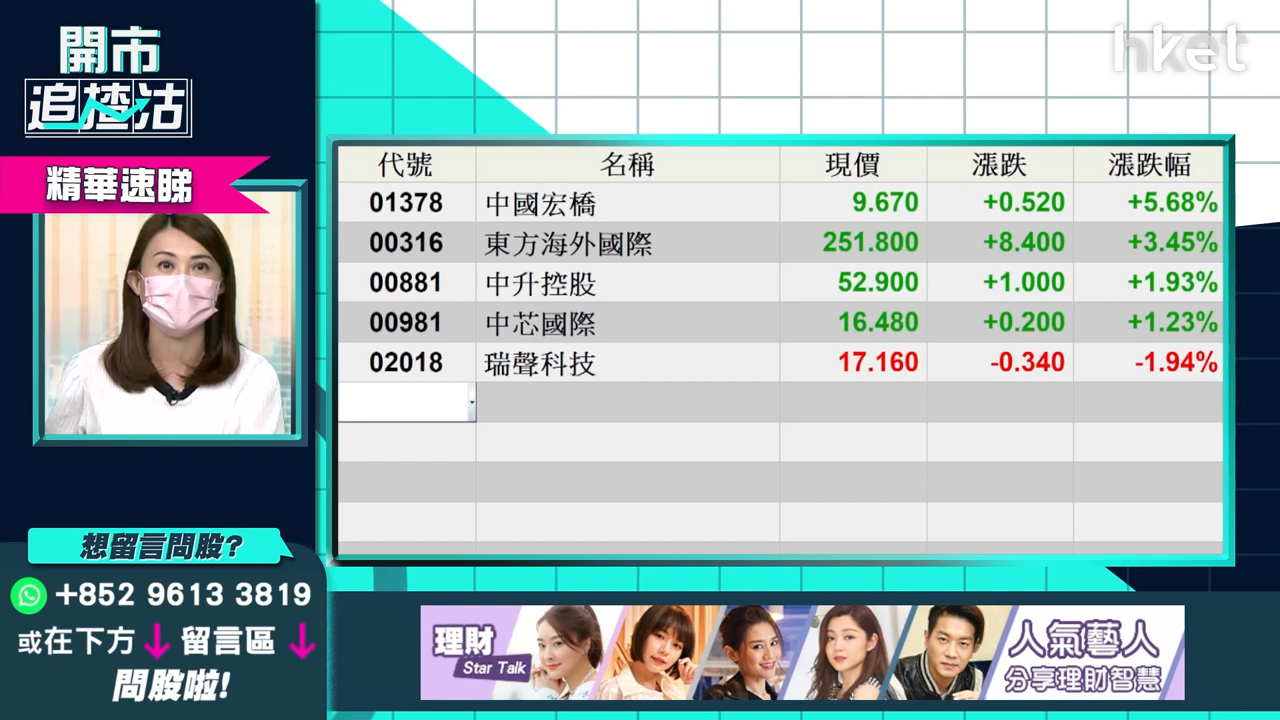 開市
追揸沽
精華速睇
hket
代號 名稱 現價 漲跌 漲跌幅
01378 中國宏橋 9.670 +0.520 +5.68%
00316 東方海外國際 251.800 +8.400 +3.45%
00881 中升控股 52.900 +1.000 +1.93%
00981 中芯國際 16.480 +0.200 +1.23%
02018 瑞聲科技 17.160 -0.340 -1.94%
想留言問股?
+852 9613 3819
或在下方 留言區
問股啦!
理財
Star Talk
人氣藝人
分享理財智慧